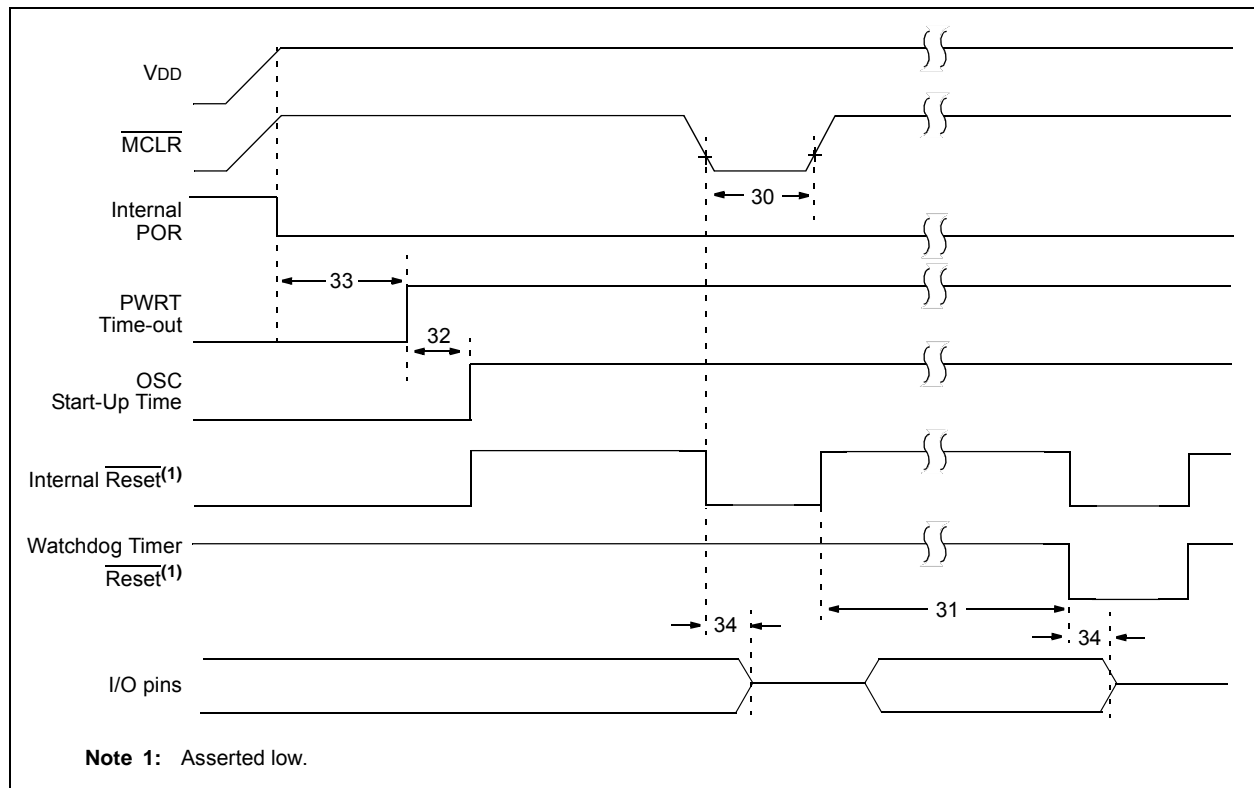 VDD
MCLR
30
Internal
POR
33
PWRT
Time-out
32
OSC
Start-Up Time
Internal Reset(1)
Watchdog Timer
Reset(1)
31
34
34
I/O pins
Note 1: Asserted low.